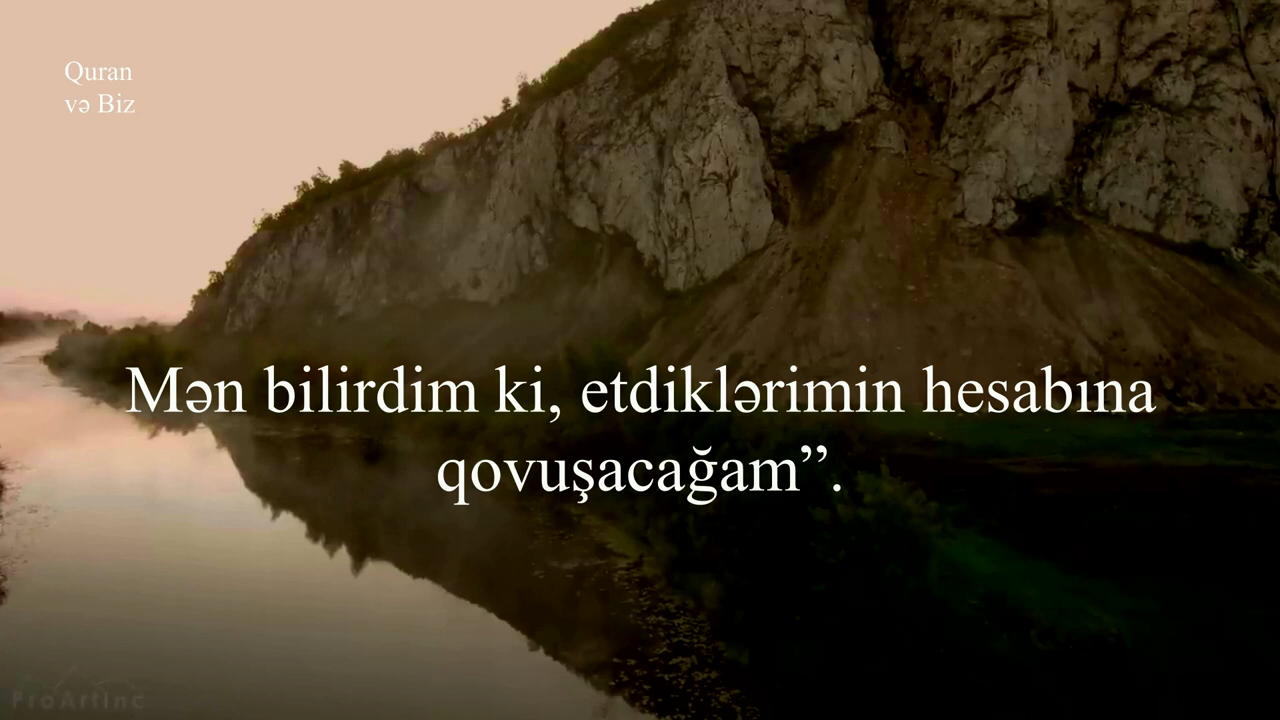 Quran
və Biz
Mən bilirdim ki, etdiklərimin hesabına
qovuşacağam”.
ProArtInc